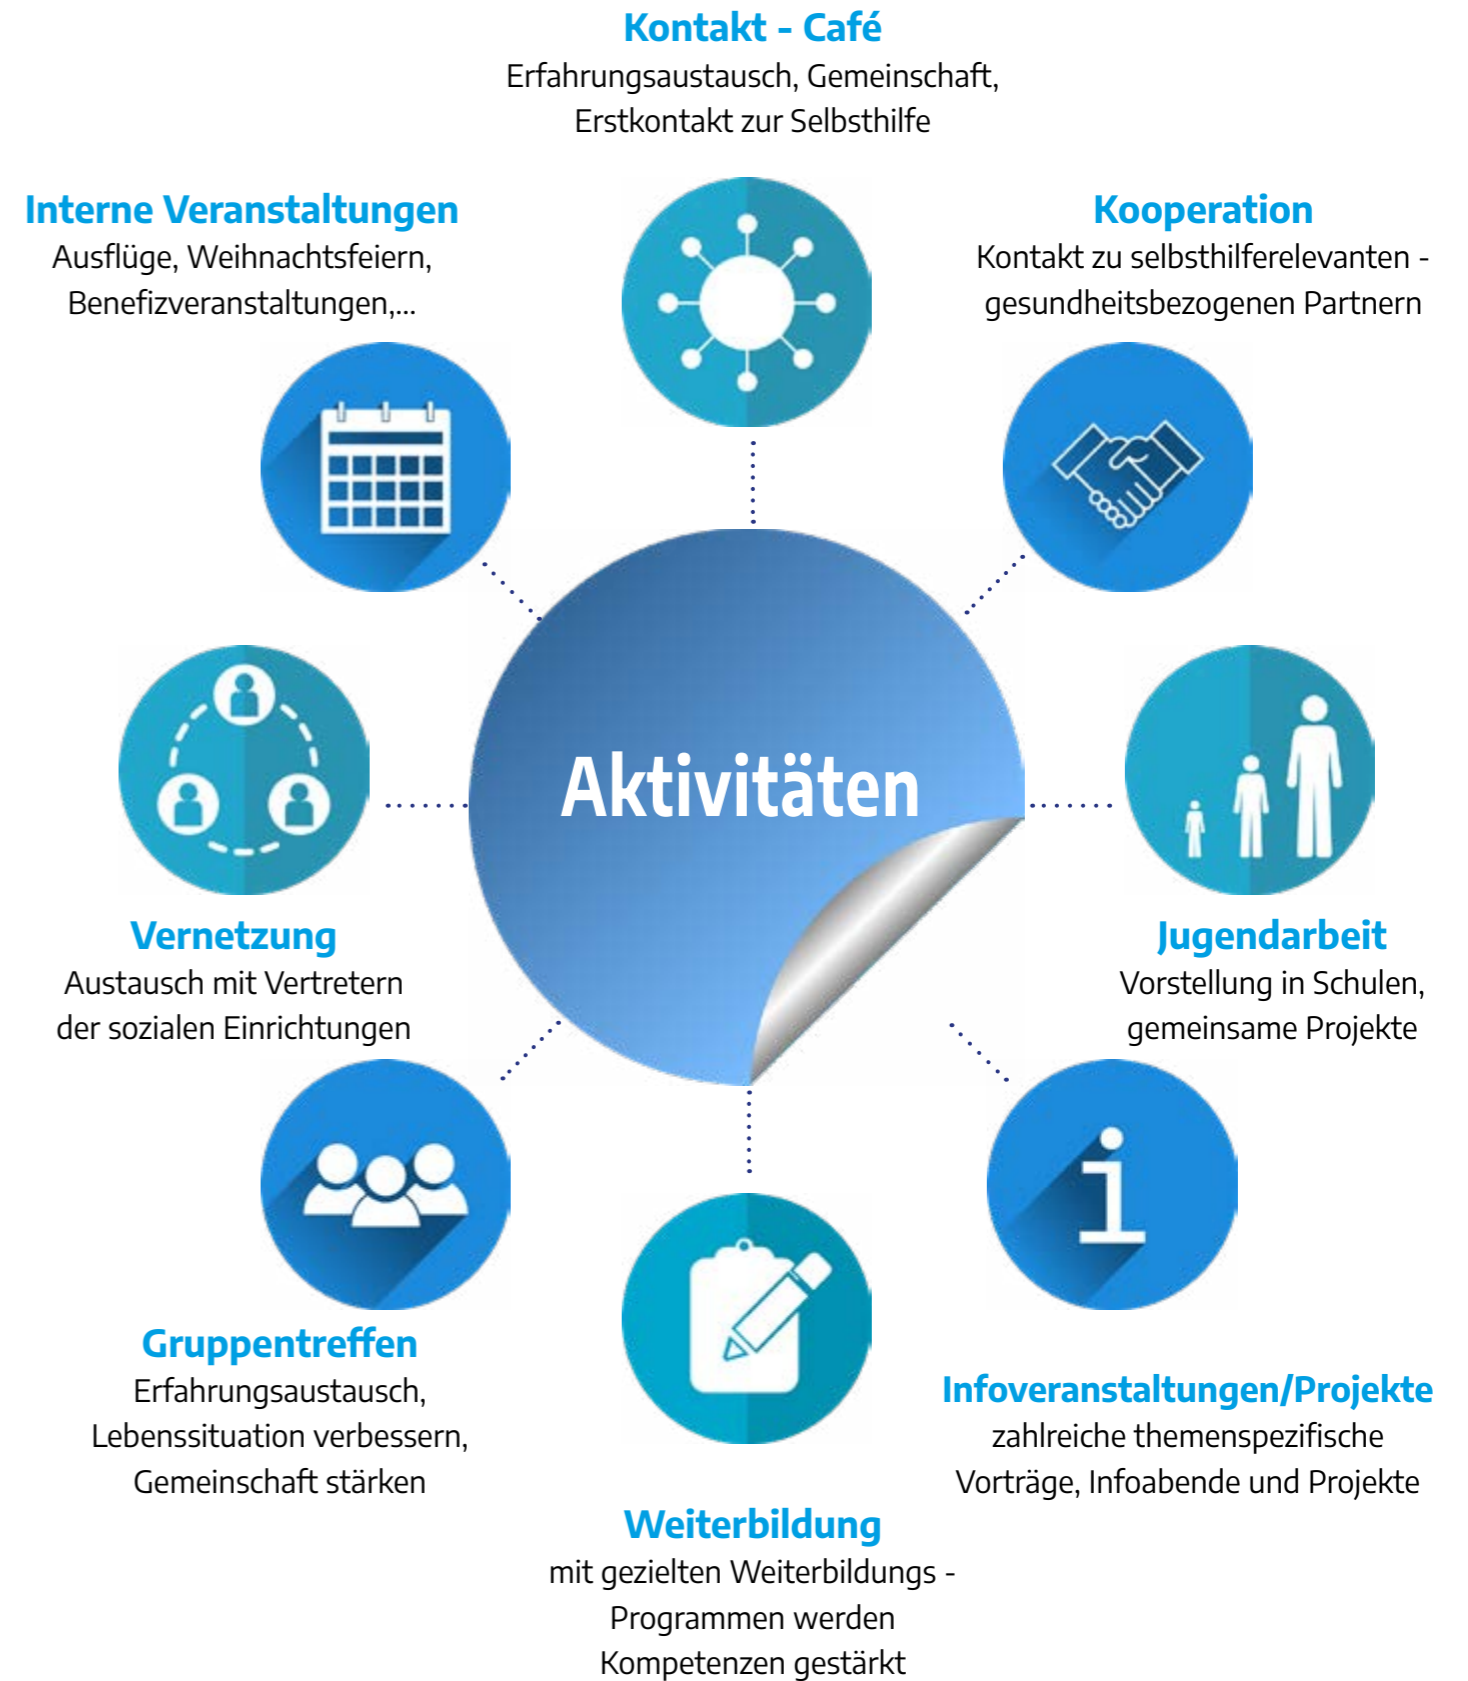 Kontakt - Café
Erfahrungsaustausch, Gemeinschaft,
Erstkontakt zur Selbsthilfe
Interne Veranstaltungen
Ausflüge, Weihnachtsfeiern,
Benefizveranstaltungen,...
Kooperation
Kontakt zu selbsthilferelevanten -
gesundheitsbezogenen Partnern
Aktivitäten
Vernetzung
Austausch mit Vertretern
der sozialen Einrichtungen
Jugendarbeit
Vorstellung in Schulen,
gemeinsame Projekte
Gruppentreffen
Erfahrungsaustausch,
Lebenssituation verbessern,
Gemeinschaft stärken
Infoveranstaltungen/Projekte
zahlreiche themenspezifische
Vorträge, Infoabende und Projekte
Weiterbildung
mit gezielten Weiterbildungs -
Programmen werden
Kompetenzen gestärkt